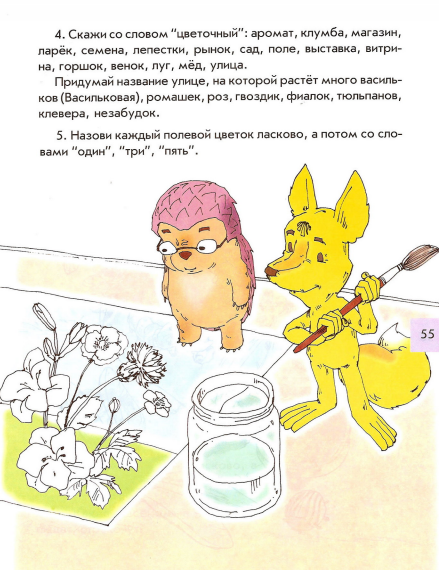 4. Скажи со словом “цветочный”: аромат, клумба, магазин,
ларёк, семена, лепестки, рынок, сад, поле, выставка, витри-
на, горшок, венок, луг, мёд, улица.
Придумай название улице, на которой растёт много василь-
ков (Васильковая), ромашек, роз, гвоздик, фиалок, тюльпанов,
клевера, незабудок.
5. Назови каждый полевой цветок ласково, а потом со сло-
вами “один”, “три”, “пять”.
55